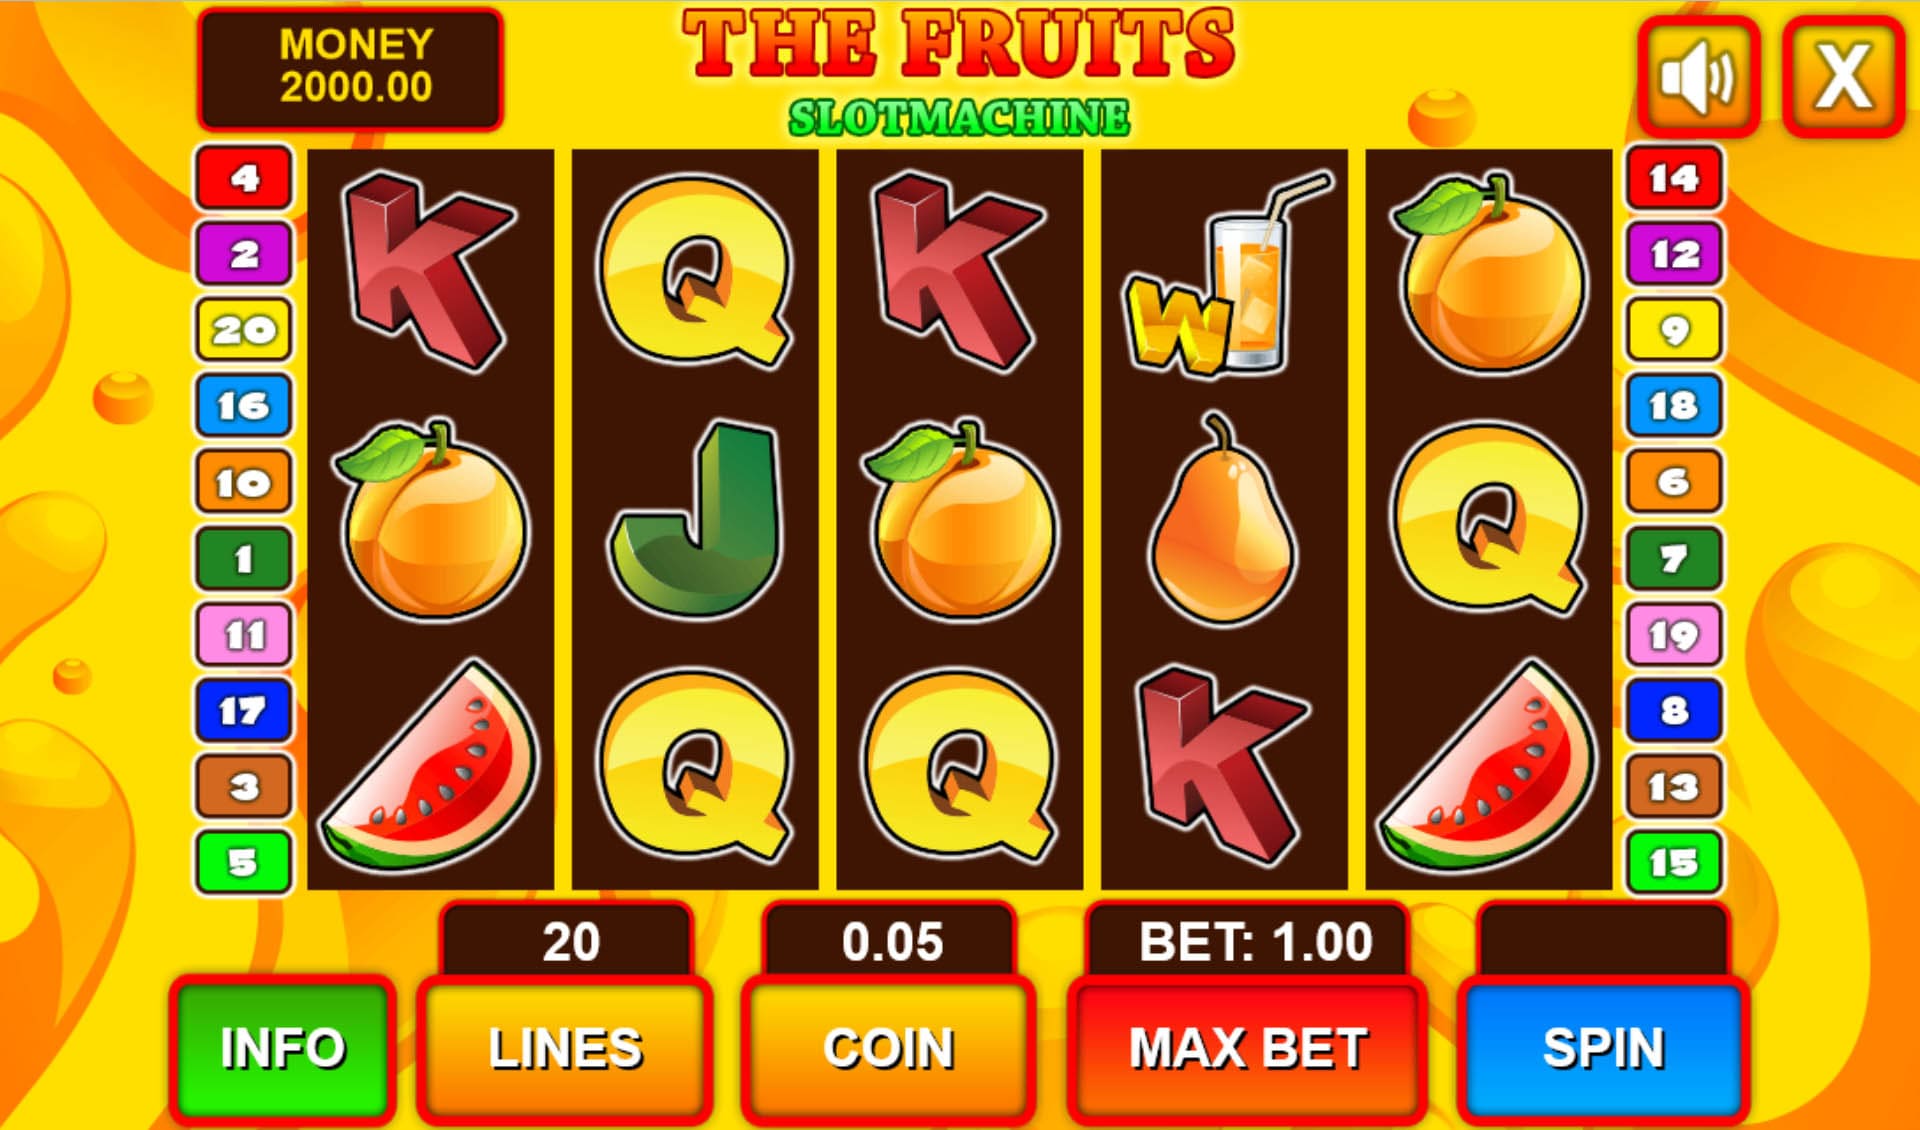 MONEY
2000.00
THE FRUITS
SLOTMACHINE
X
4
2
20
16
10
1
11
17
3
5
K Q K
W
J Q
Q Q K
14
12
9
18
6
7
19
8
13
15
20
0.05
BET: 1.00
INFO
LINES
COIN
MAX BET
SPIN